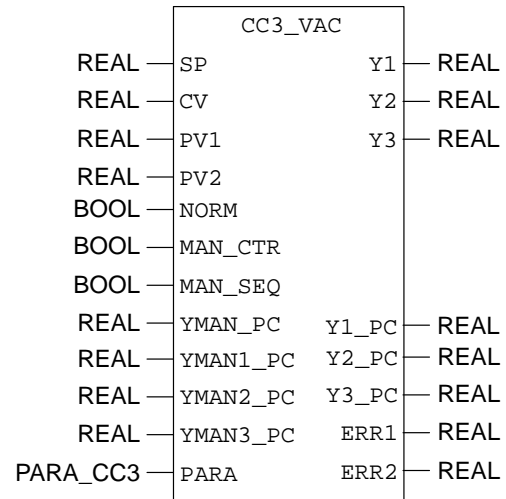 CC3_VAC
REAL SP Y1 REAL
REAL CV Y2 REAL
REAL PV1 Y3 REAL
REAL PV2
BOOL NORM
BOOL MAN_CTR
BOOL MAN_SEQ
REAL YMAN_PC Y1_PC REAL
REAL YMAN1_PC Y2_PC REAL
REAL YMAN2_PC Y3_PC REAL
REAL YMAN3_PC ERR1 REAL
PARA_CC3 PARA ERR2 REAL